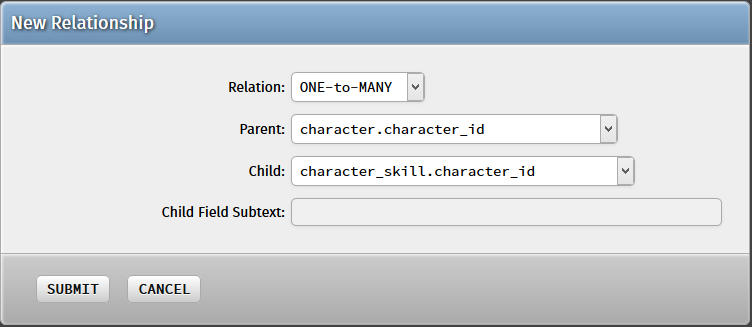 New Relationship
Relation: ONE-to-MANY
Parent: character.character_id
Child: character_skill.character_id
Child Field Subtext:
SUBMIT CANCEL